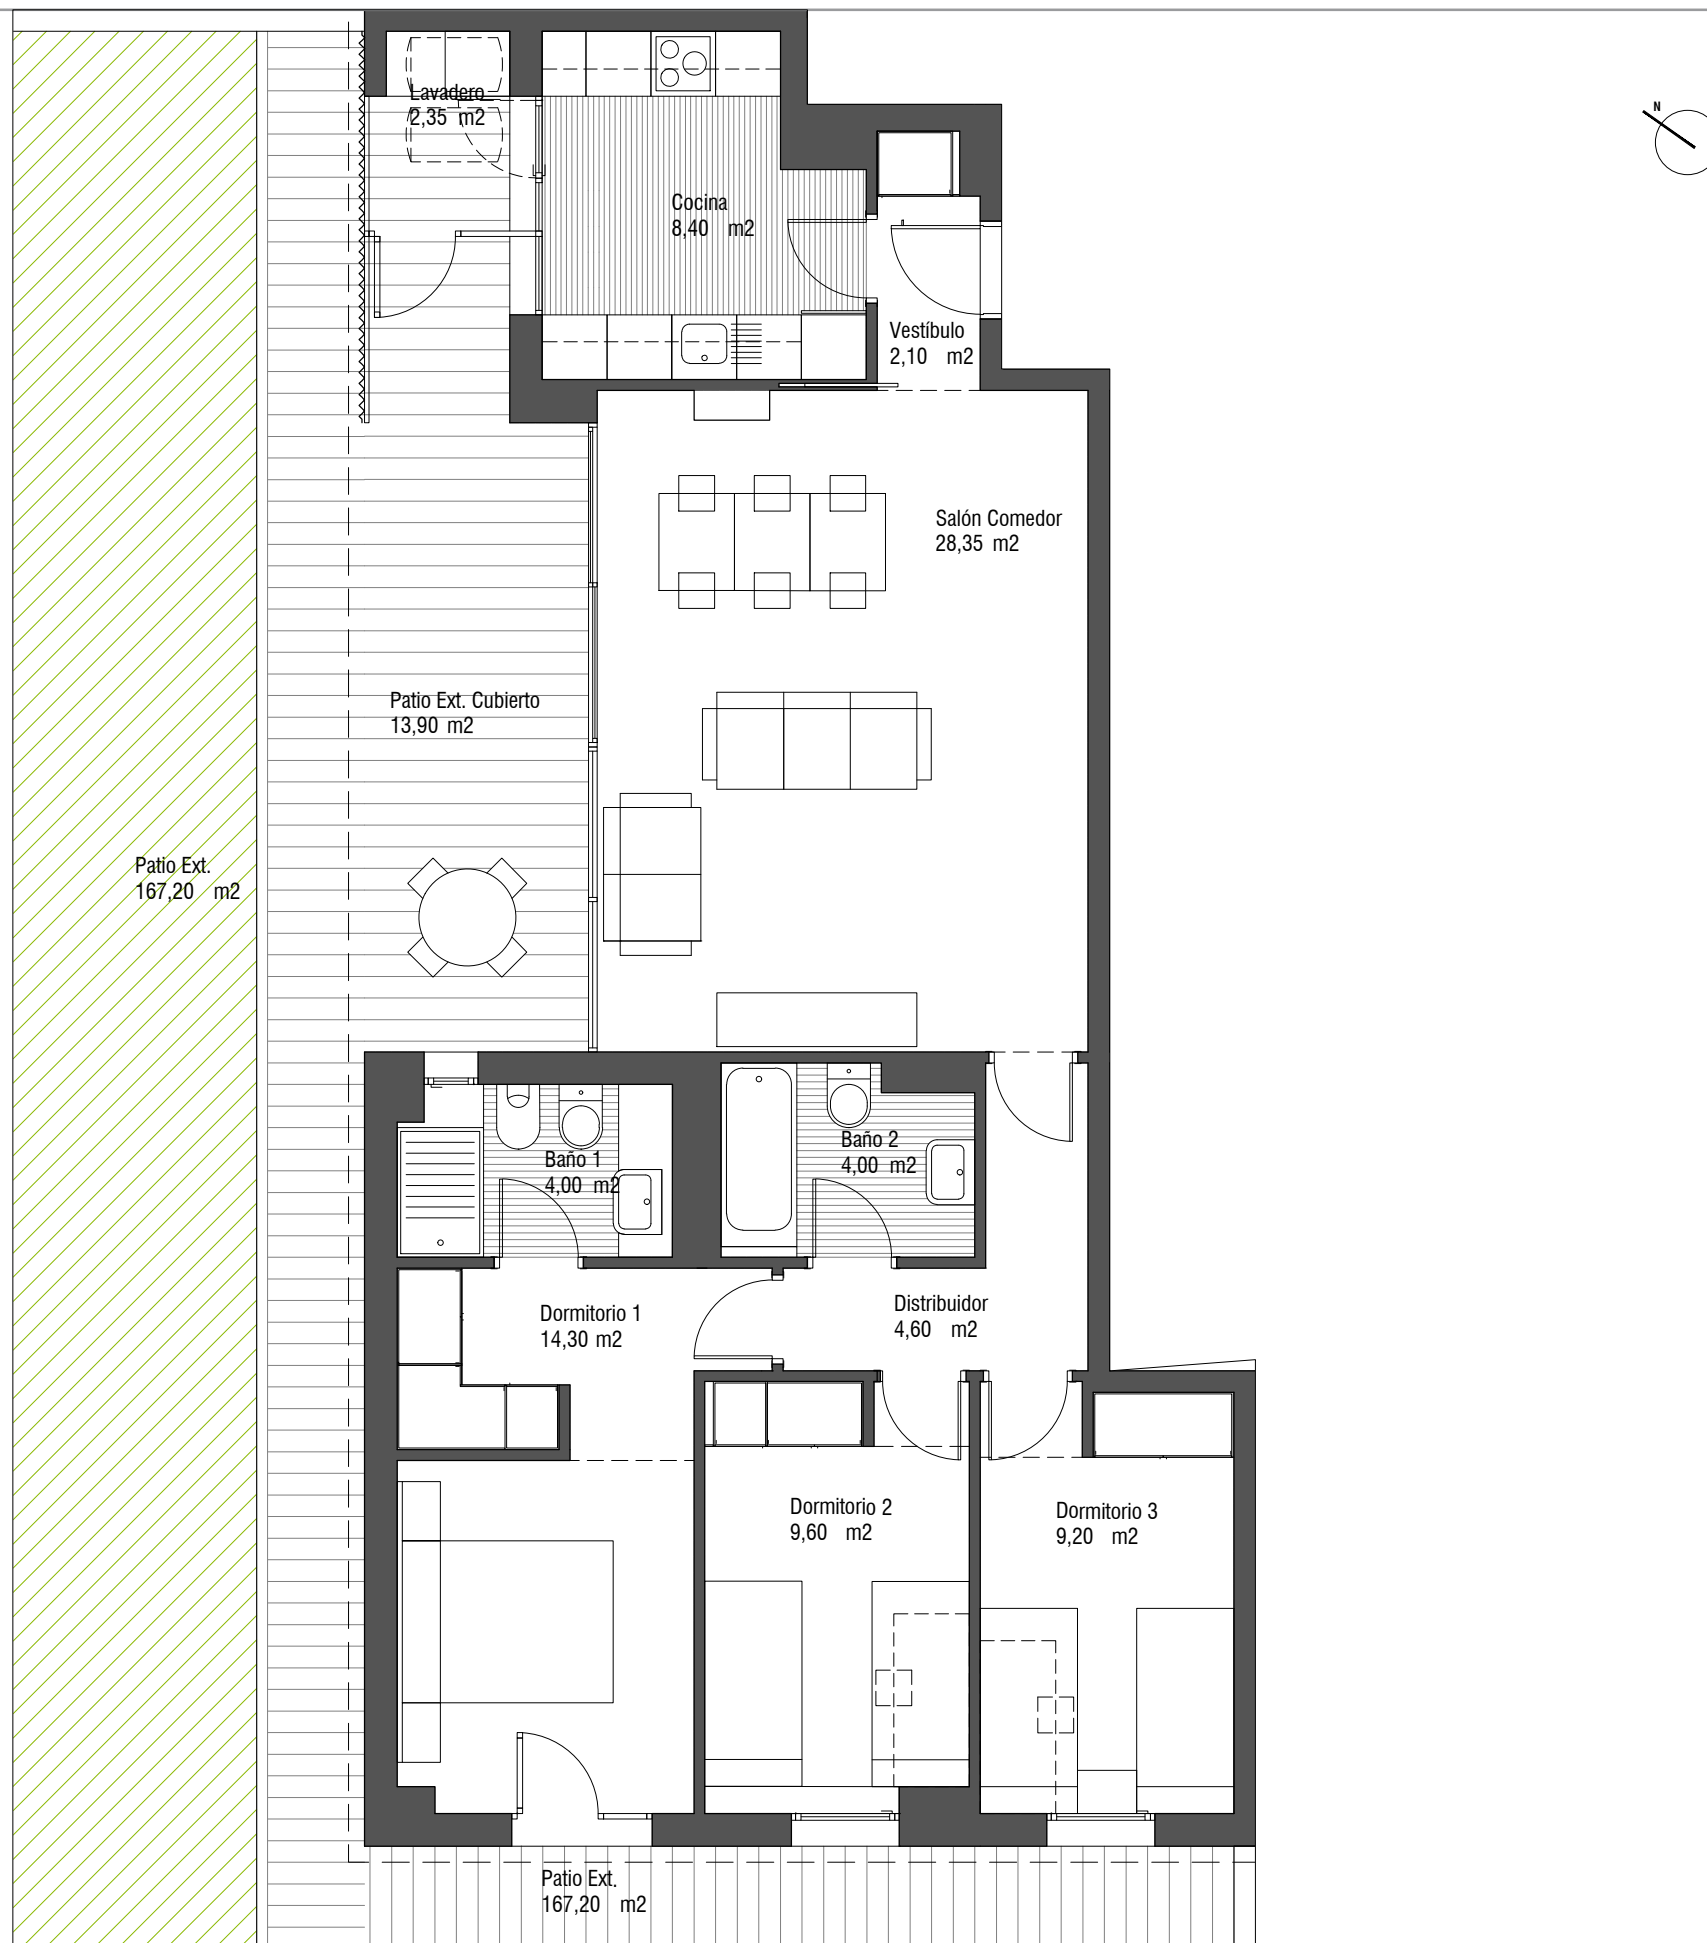 Lavadero
2,35 m2
N
Cocina
8,40 m2
Vestíbulo
2,10 m2
Salón Comedor
28,35 m2
Patio Ext. Cubierto
13,90 m2
Patio Ext.
167,20 m2
Baño 1
4,00 m2
Baño 2
4,00 m2
Dormitorio 1
14,30 m2
Distribuidor
4,60 m2
Dormitorio 2
9,60 m2
Dormitorio 3
9,20 m2
Patio Ext.
167,20 m2